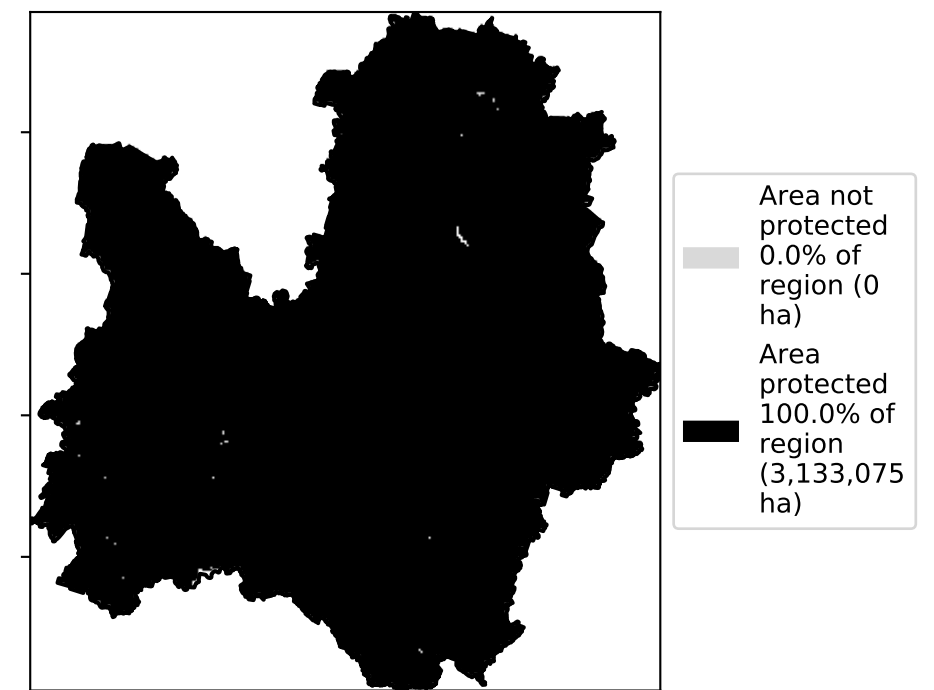 Area not
protected
0.0% of
region (0
ha)
Area
protected
100.0% of
region
(3,133,075
ha)